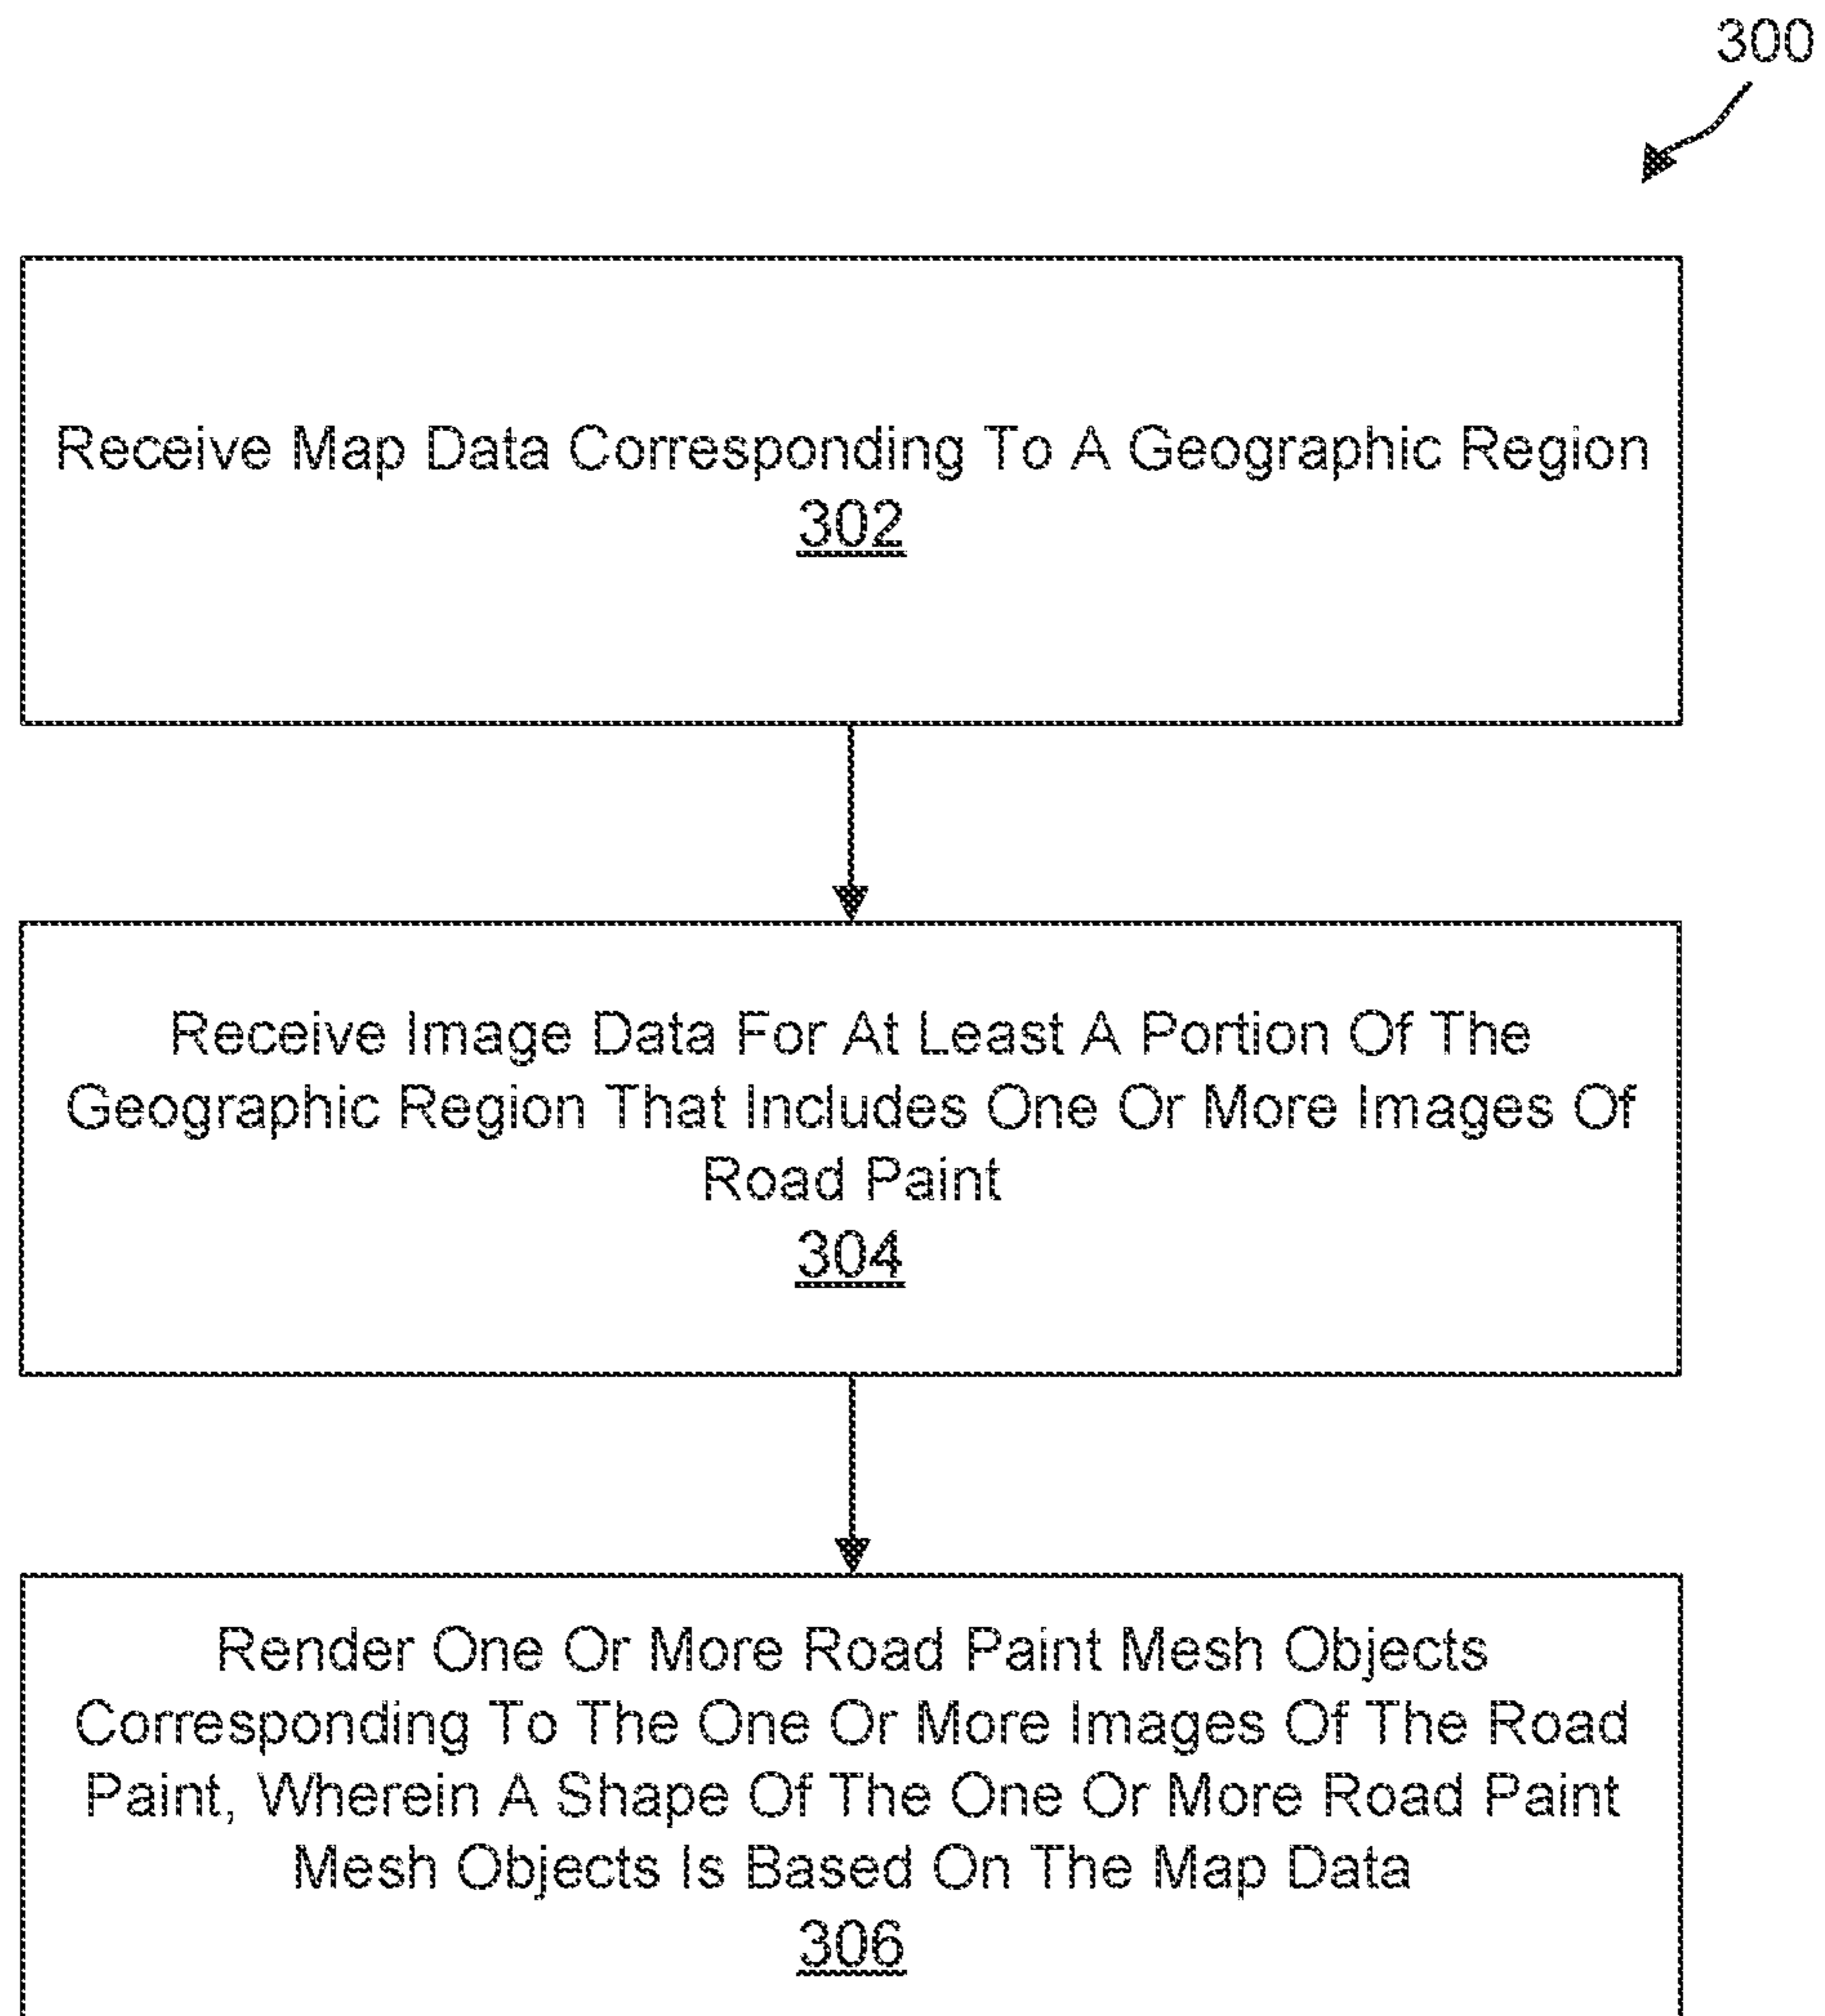 300
Receive Map Data Corresponding To A Geographic Region
302
Receive Image Data For At Least A Portion Of The
Geographic Region That Includes One Or More Images Of
Road Paint
304
Render One Or More Road Paint Mesh Objects
Corresponding To The One Or More Images Of The Road
Paint, Wherein A Shape Of The One Or More Road Paint
Mesh Objects Is Based On The Map Data
306